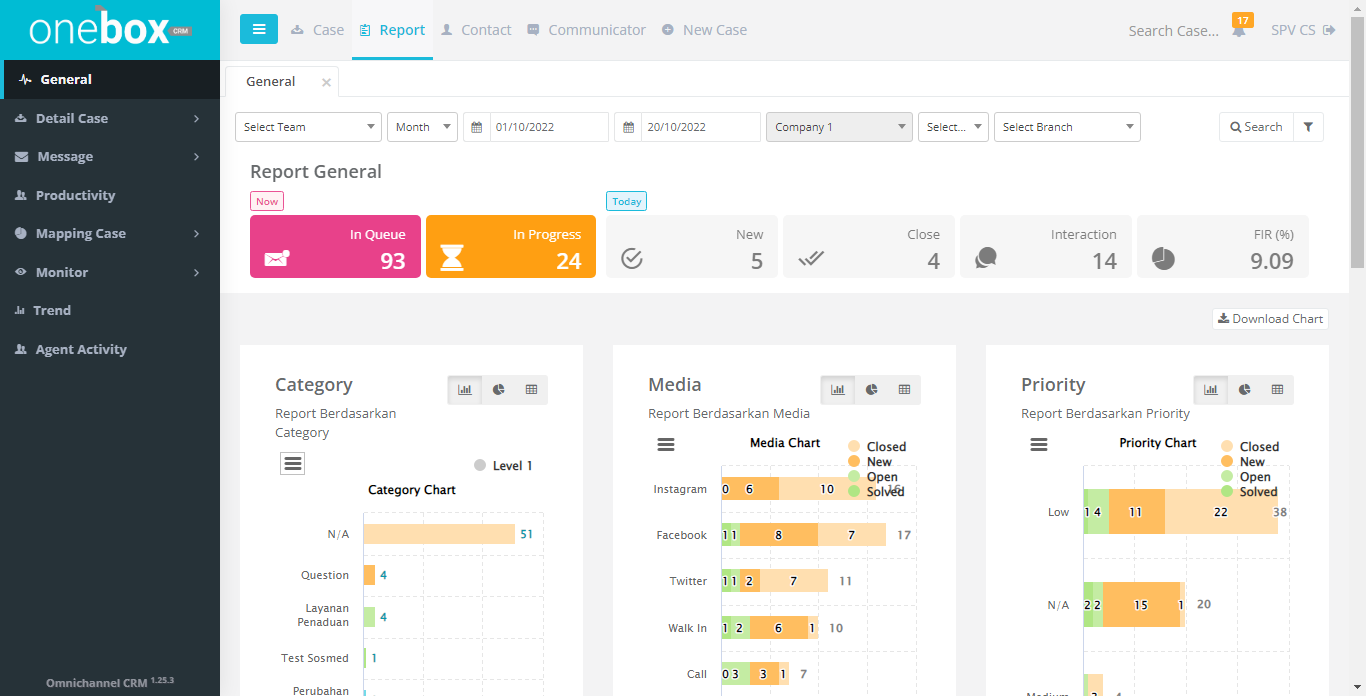 onebox CRM
Case
Report
Contact
Communicator
New Case
Search Case...
17
SPV CS
General
Detail Case
Message
Productivity
Mapping Case
Monitor
Trend
Agent Activity
Omnichannel CRM 1.25.3
General
Select Team
Month
01/10/2022
20/10/2022
Company 1
Select...
Select Branch
Search
Report General
Now
Today
In Queue
93
In Progress
24
New
5
Close
4
Interaction
14
FIR (%)
9.09
Download Chart
Category
Report Berdasarkan
Category
Level 1
Category Chart
N/A 51
Question 4
Layanan
Penaduan 4
Test Sosmed 1
Perubahan
Media
Report Berdasarkan Media
Media Chart
Closed
New
Open
Solved
Instagram 0 6 10 16
Facebook 1 1 8 7 17
Twitter 1 1 2 7 11
Walk In 1 2 6 1 10
Call 0 3 3 1 7
Priority
Report Berdasarkan Priority
Priority Chart
Closed
New
Open
Solved
Low 1 4 11 22 38
N/A 2 2 15 1 20